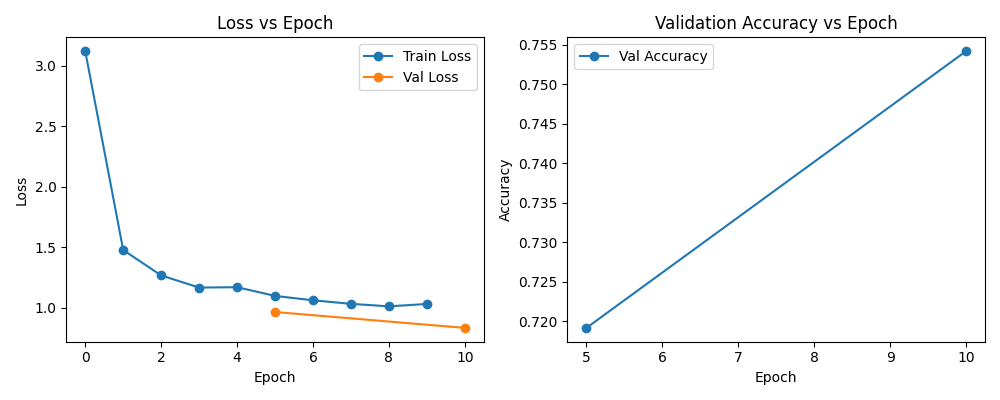 Loss vs Epoch
Train Loss
Val Loss
3.0
2.5
2.0
1.5
1.0
Loss
0 2 4 6 8 10
Epoch
Validation Accuracy vs Epoch
Val Accuracy
0.755
0.750
0.745
0.740
0.735
0.730
0.725
0.720
Accuracy
5 6 7 8 9 10
Epoch